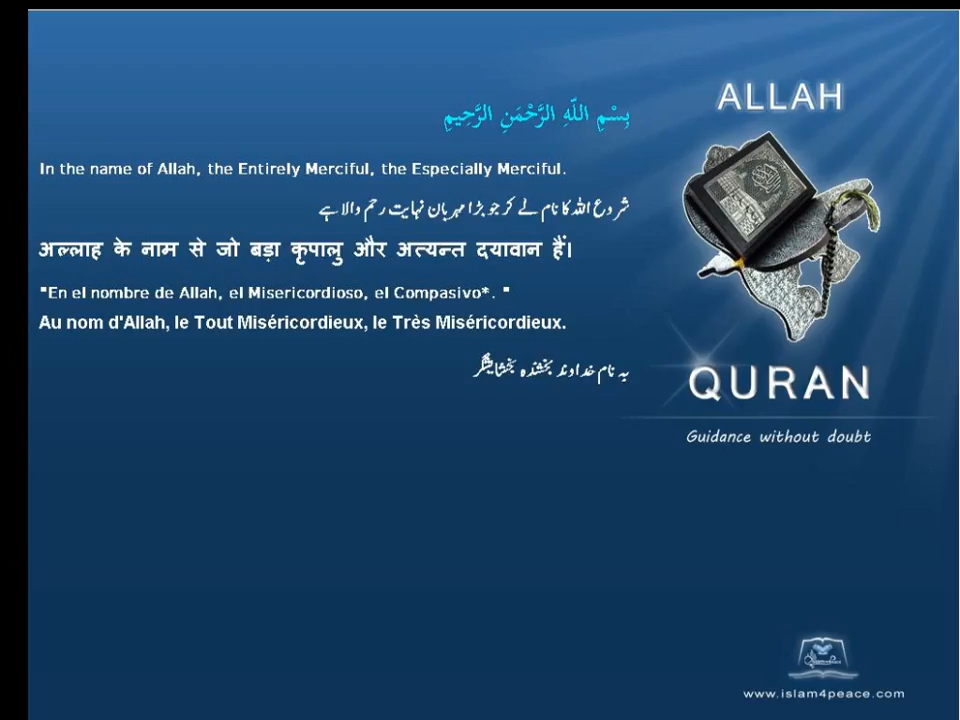 بِسْمِ اللَّهِ الرَّحْمَنِ الرَّحِيمِ
In the name of Allah, the Entirely Merciful, the Especially Merciful.
شروع الله کا نام لے کر جو بڑا مہربان نہایت رحم والا ہے
अल्लाह के नाम से जो बड़ा कृपालु और अत्यन्त दयावान हैं।
"En el nombre de Allah, el Misericordioso, el Compasivo*. "
Au nom d'Allah, le Tout Miséricordieux, le Très Miséricordieux.
به نام خداوند بخشنده بخشایشگر
ALLAH
QURAN
Guidance without doubt
www.islam4peace.com